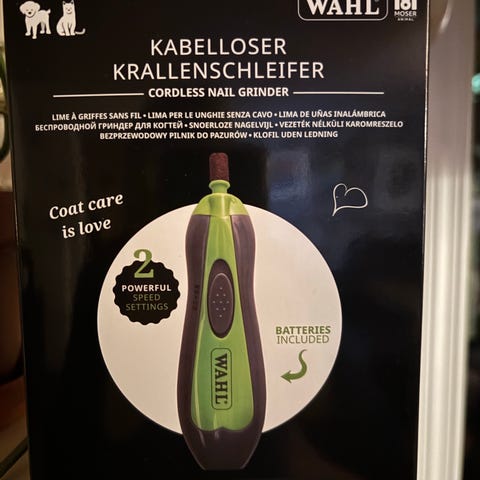 WAHL
MOSER
ANIMAL
KABELLOSER
KRALLENSCHLEIFER
CORDLESS NAIL GRINDER
LIME À GRIFFES SANS FIL • LIMA PER LE UNGHIE SENZA CAVO • LIMA DE UÑAS INALÁMBRICA
БЕСПРОВОДНОЙ ГРИНДЕР ДЛЯ КОГТЕЙ • SNOERLOZE NAGELVIJL • VEZETÉK NÉLKÜLI KAROMRESZELO
BEZPRZEWODOWY PILNIK DO PAZURÓW • KLOFIL UDEN LEDNING
Coat care
is love
2
POWERFUL
SPEED
SETTINGS
BATTERIES
INCLUDED
WAHL